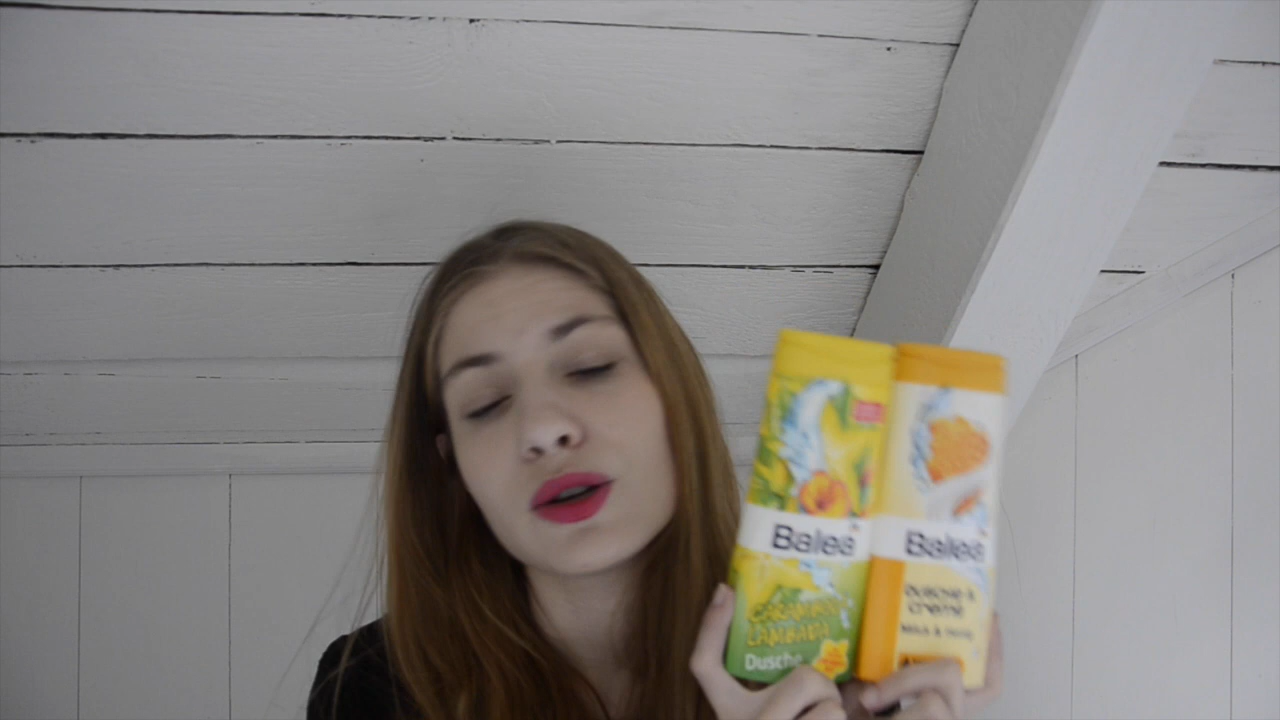 Balea
CARAMBOLA
LAMBADA
Dusche
Balea
dusche &
creme
Milch & Honig